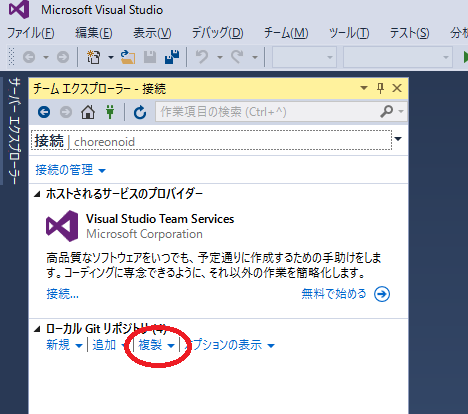 Microsoft Visual Studio
ファイル(F) 編集(E) 表示(V) デバッグ(D) チーム(M) ツール(T) テスト(S) 分
サーバー エクスプローラー
チーム エクスプローラー - 接続
作業項目の検索 (Ctrl+^)
接続 | choreonoid
接続の管理
ホストされるサービスのプロバイダー
Visual Studio Team Services
Microsoft Corporation
高品質なソフトウェアをいつでも、予定通りに作成するための手助けをしま
す。コーディングに専念できるように、それ以外の作業を簡略化します。
接続... 無料で始める
ローカル Git リポジトリ (4)
新規 | 追加 | 複製 | オプションの表示